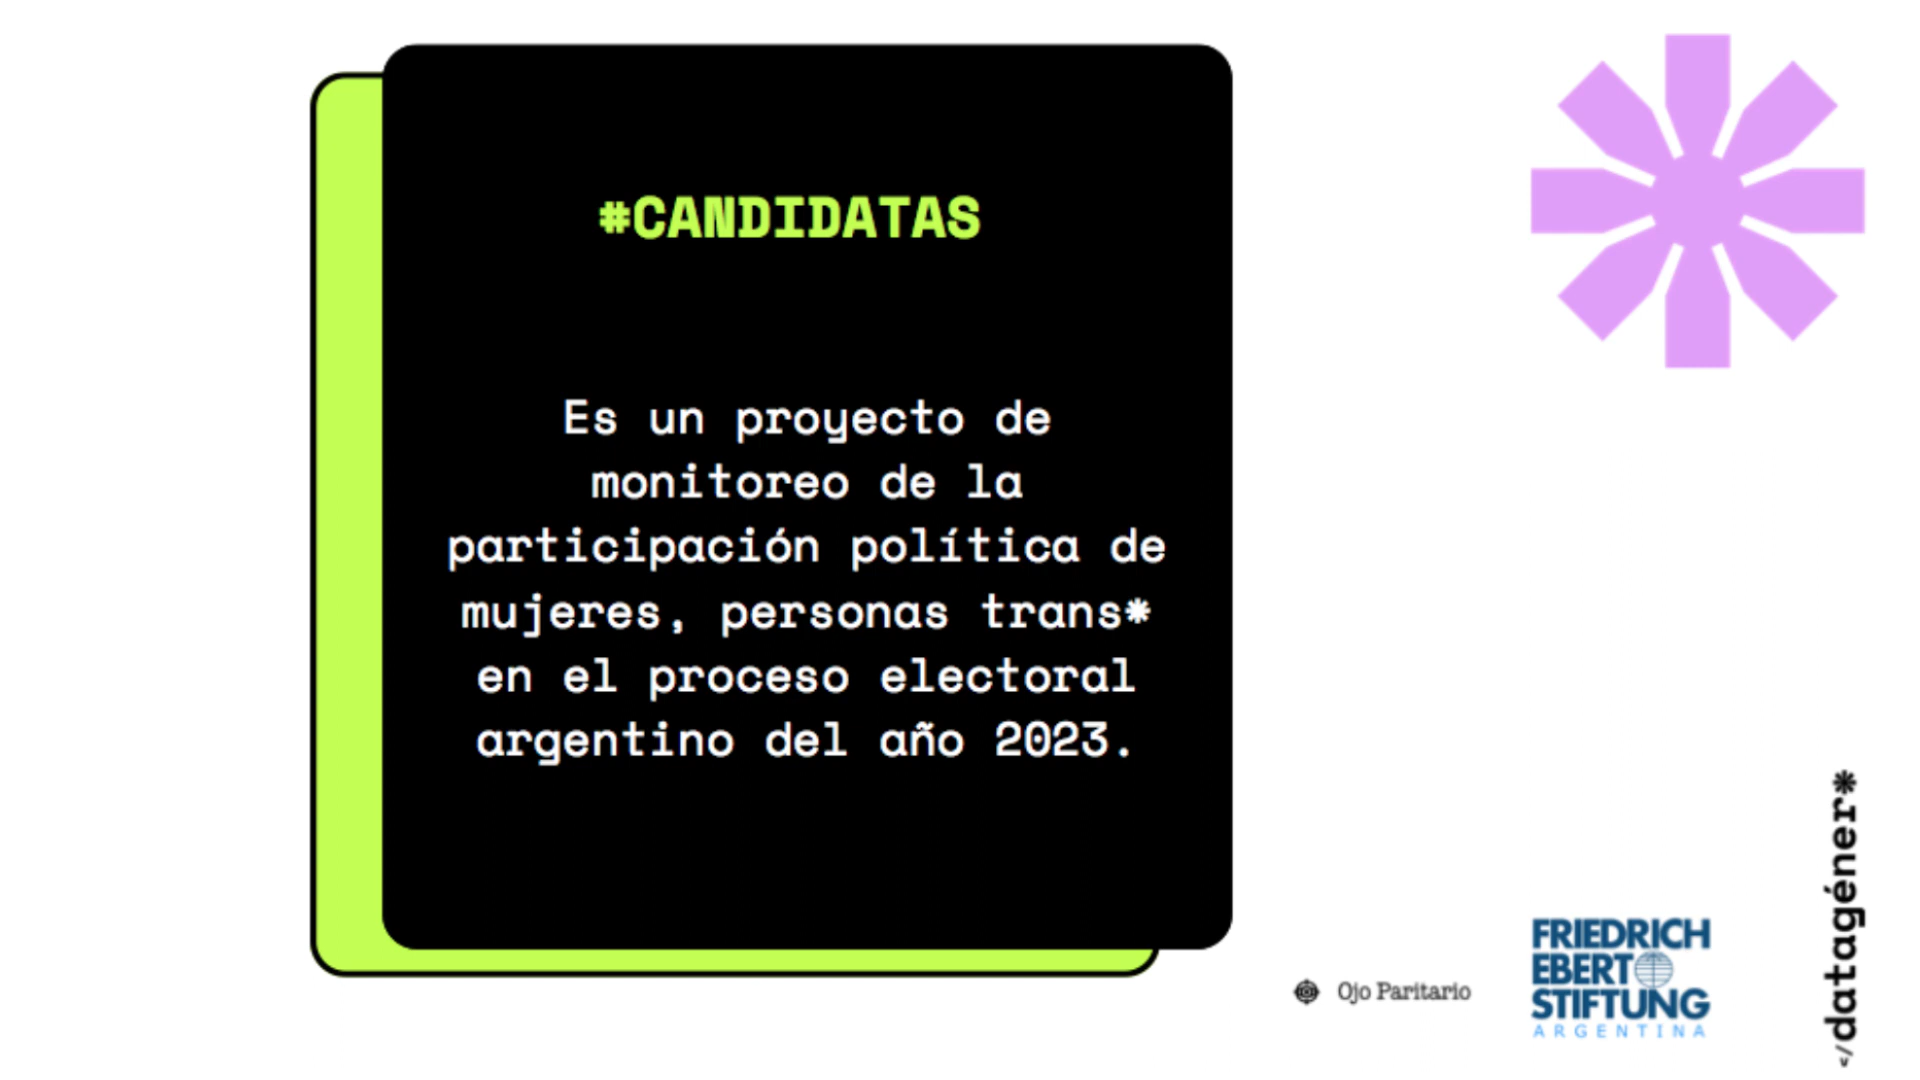 #CANDIDATAS
Es un proyecto de
monitoreo de la
participación política de
mujeres, personas trans*
en el proceso electoral
argentino del año 2023.
Ojo Paritario
FRIEDRICH
EBERT
STIFTUNG
ARGENTINA
</datagéner*